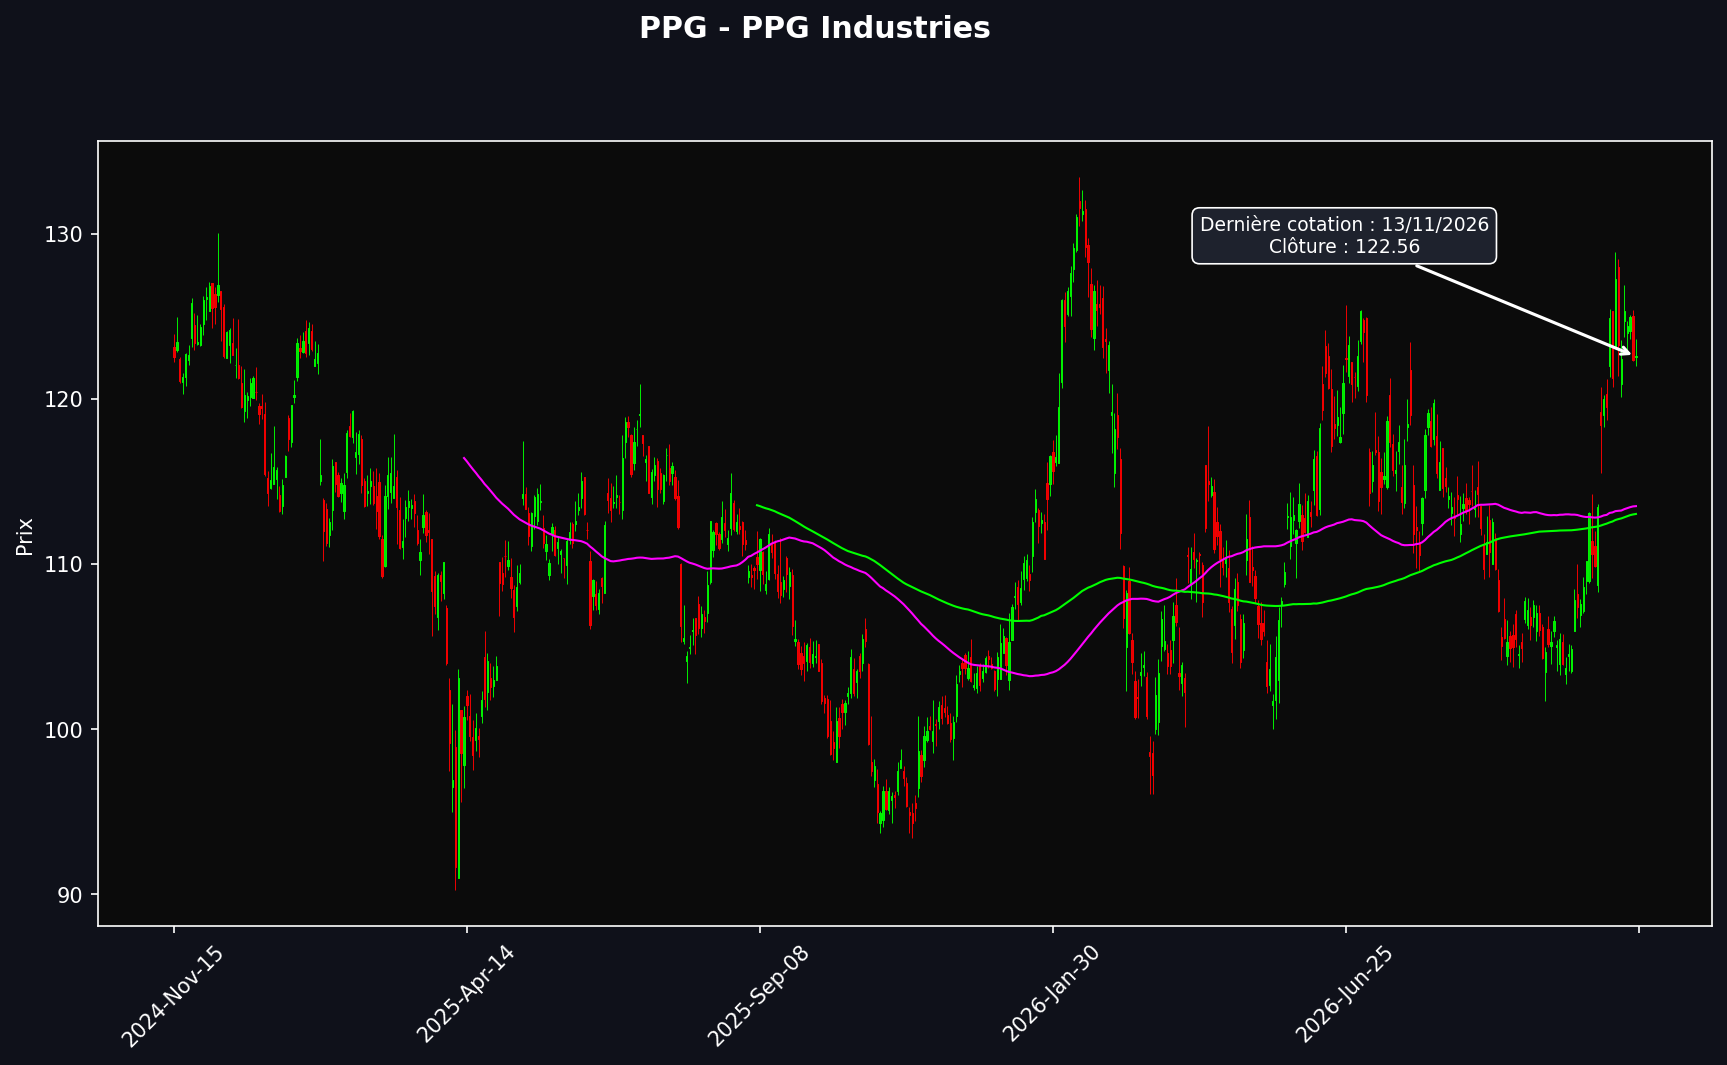 PPG - PPG Industries
Dernière cotation : 13/11/2026
Clôture : 122.56
Prix
130
120
110
100
90
2024-Nov-15
2025-Apr-14
2025-Sep-08
2026-Jan-30
2026-Jun-25